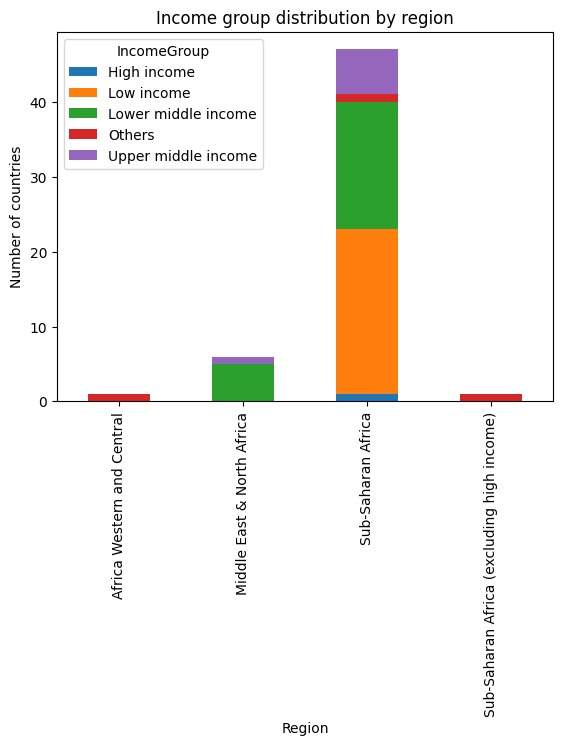 Income group distribution by region
IncomeGroup
High income
Low income
Lower middle income
Others
Upper middle income
Number of countries
40
30
20
10
0
Africa Western and Central
Middle East & North Africa
Sub-Saharan Africa
Sub-Saharan Africa (excluding high income)
Region